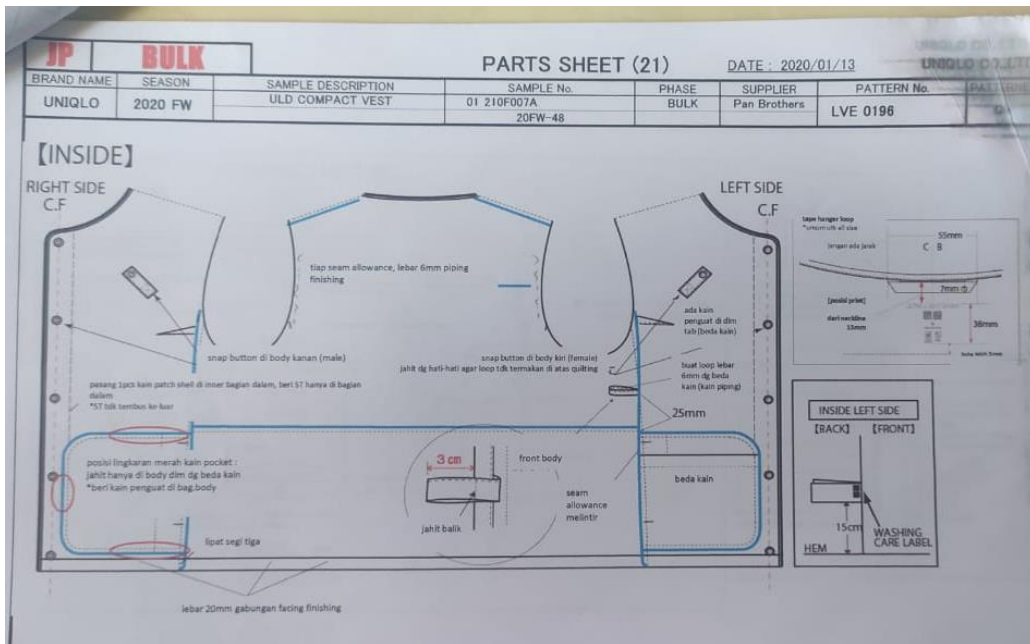 JP BULK
PARTS SHEET (21)
DATE : 2020/01/13
BRAND NAME SEASON SAMPLE DESCRIPTION SAMPLE No. PHASE SUPPLIER PATTERN No.
UNIQLO 2020 FW ULD COMPACT VEST 01 210F007A BULK Pan Brothers LVE 0196
20FW-48
【INSIDE】
RIGHT SIDE
C.F
LEFT SIDE
C.F
tiap seam allowance, lebar 6mm piping
finishing
snap button di body kanan (male)
pasang 1pcs kain patch shell di inner bagian dalam, beri ST hanya di bagian
dalam
*ST tdk tembus ke luar
snap button di body kiri (female)
jahit dg hati-hati agar loop tdk termakan di atas quilting
ada kain
penguat di dlm
tab (beda kain)
buat loop lebar
6mm dg beda
kain (kain piping)
25mm
posisi lingkaran merah kain pocket :
jahit hanya di body dlm dg beda kain
*beri kain penguat di bag.body
3 cm
front body
jahit balik
seam
allowance
melintir
beda kain
lipat segi tiga
lebar 20mm gabungan facing finishing
tape hanger loop
jangan ada jarak
55mm
C B
7mm
[posisi print]
dari neckline
13mm
38mm
INSIDE LEFT SIDE
[BACK] [FRONT]
15cm
WASHING
CARE LABEL
HEM